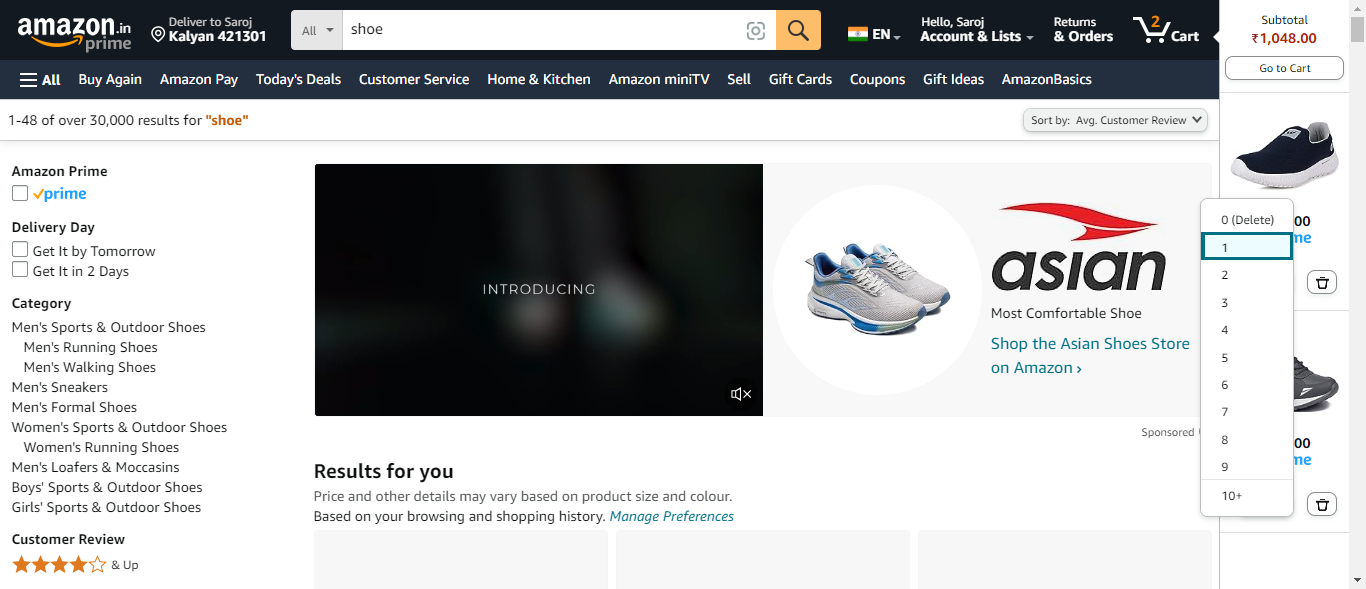 amazon.in
prime
Deliver to Saroj
Kalyan 421301
All
shoe
EN
Hello, Saroj
Account & Lists
Returns
& Orders
2
Cart
Subtotal
₹1,048.00
Go to Cart
All
Buy Again
Amazon Pay
Today's Deals
Customer Service
Home & Kitchen
Amazon miniTV
Sell
Gift Cards
Coupons
Gift Ideas
AmazonBasics
1-48 of over 30,000 results for "shoe"
Sort by: Avg. Customer Review
Amazon Prime
prime
Delivery Day
Get It by Tomorrow
Get It in 2 Days
Category
Men's Sports & Outdoor Shoes
Men's Running Shoes
Men's Walking Shoes
Men's Sneakers
Men's Formal Shoes
Women's Sports & Outdoor Shoes
Women's Running Shoes
Men's Loafers & Moccasins
Boys' Sports & Outdoor Shoes
Girls' Sports & Outdoor Shoes
Customer Review
& Up
INTRODUCING
asian
Most Comfortable Shoe
Shop the Asian Shoes Store
on Amazon ›
Sponsored
Results for you
Price and other details may vary based on product size and colour.
Based on your browsing and shopping history. Manage Preferences
0 (Delete)
1
2
3
4
5
6
7
8
9
10+